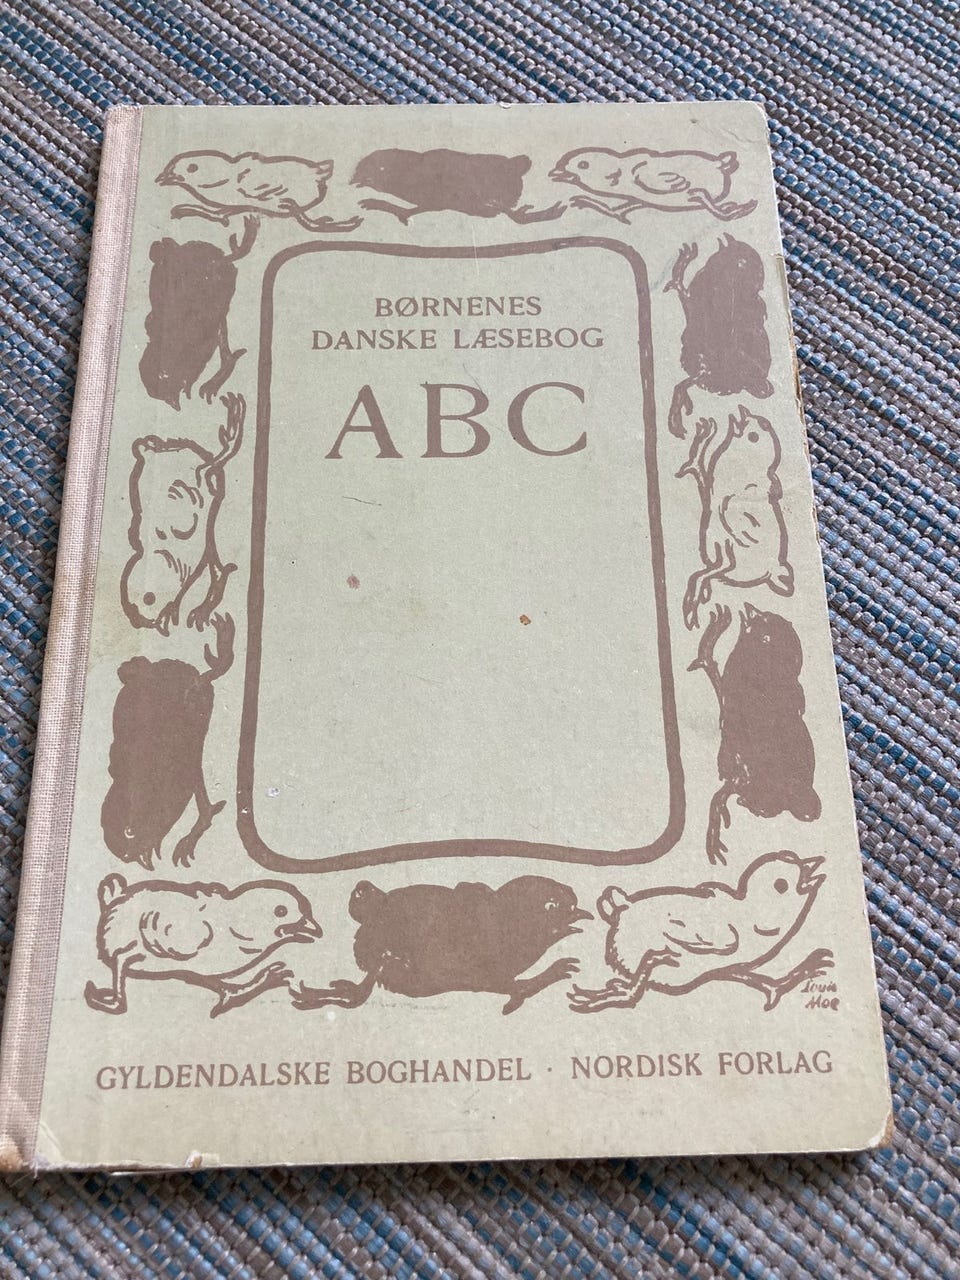 BØRNENES
DANSKE LÆSEBOG
ABC
Louis
Moe
GYLDENDALSKE BOGHANDEL · NORDISK FORLAG